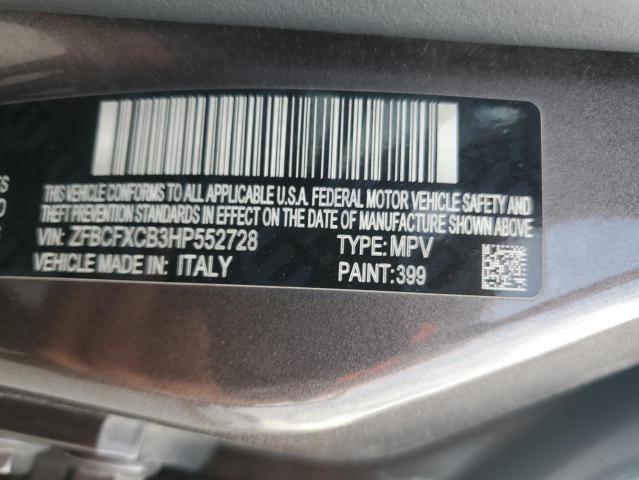 THIS VEHICLE CONFORMS TO ALL APPLICABLE U.S.A. FEDERAL MOTOR VEHICLE SAFETY AND
THEFT PREVENTION STANDARDS IN EFFECT ON THE DATE OF MANUFACTURE SHOWN ABOVE
VIN: ZFBCFXCB3HP552728 TYPE: MPV
VEHICLE MADE IN: ITALY PAINT: 399